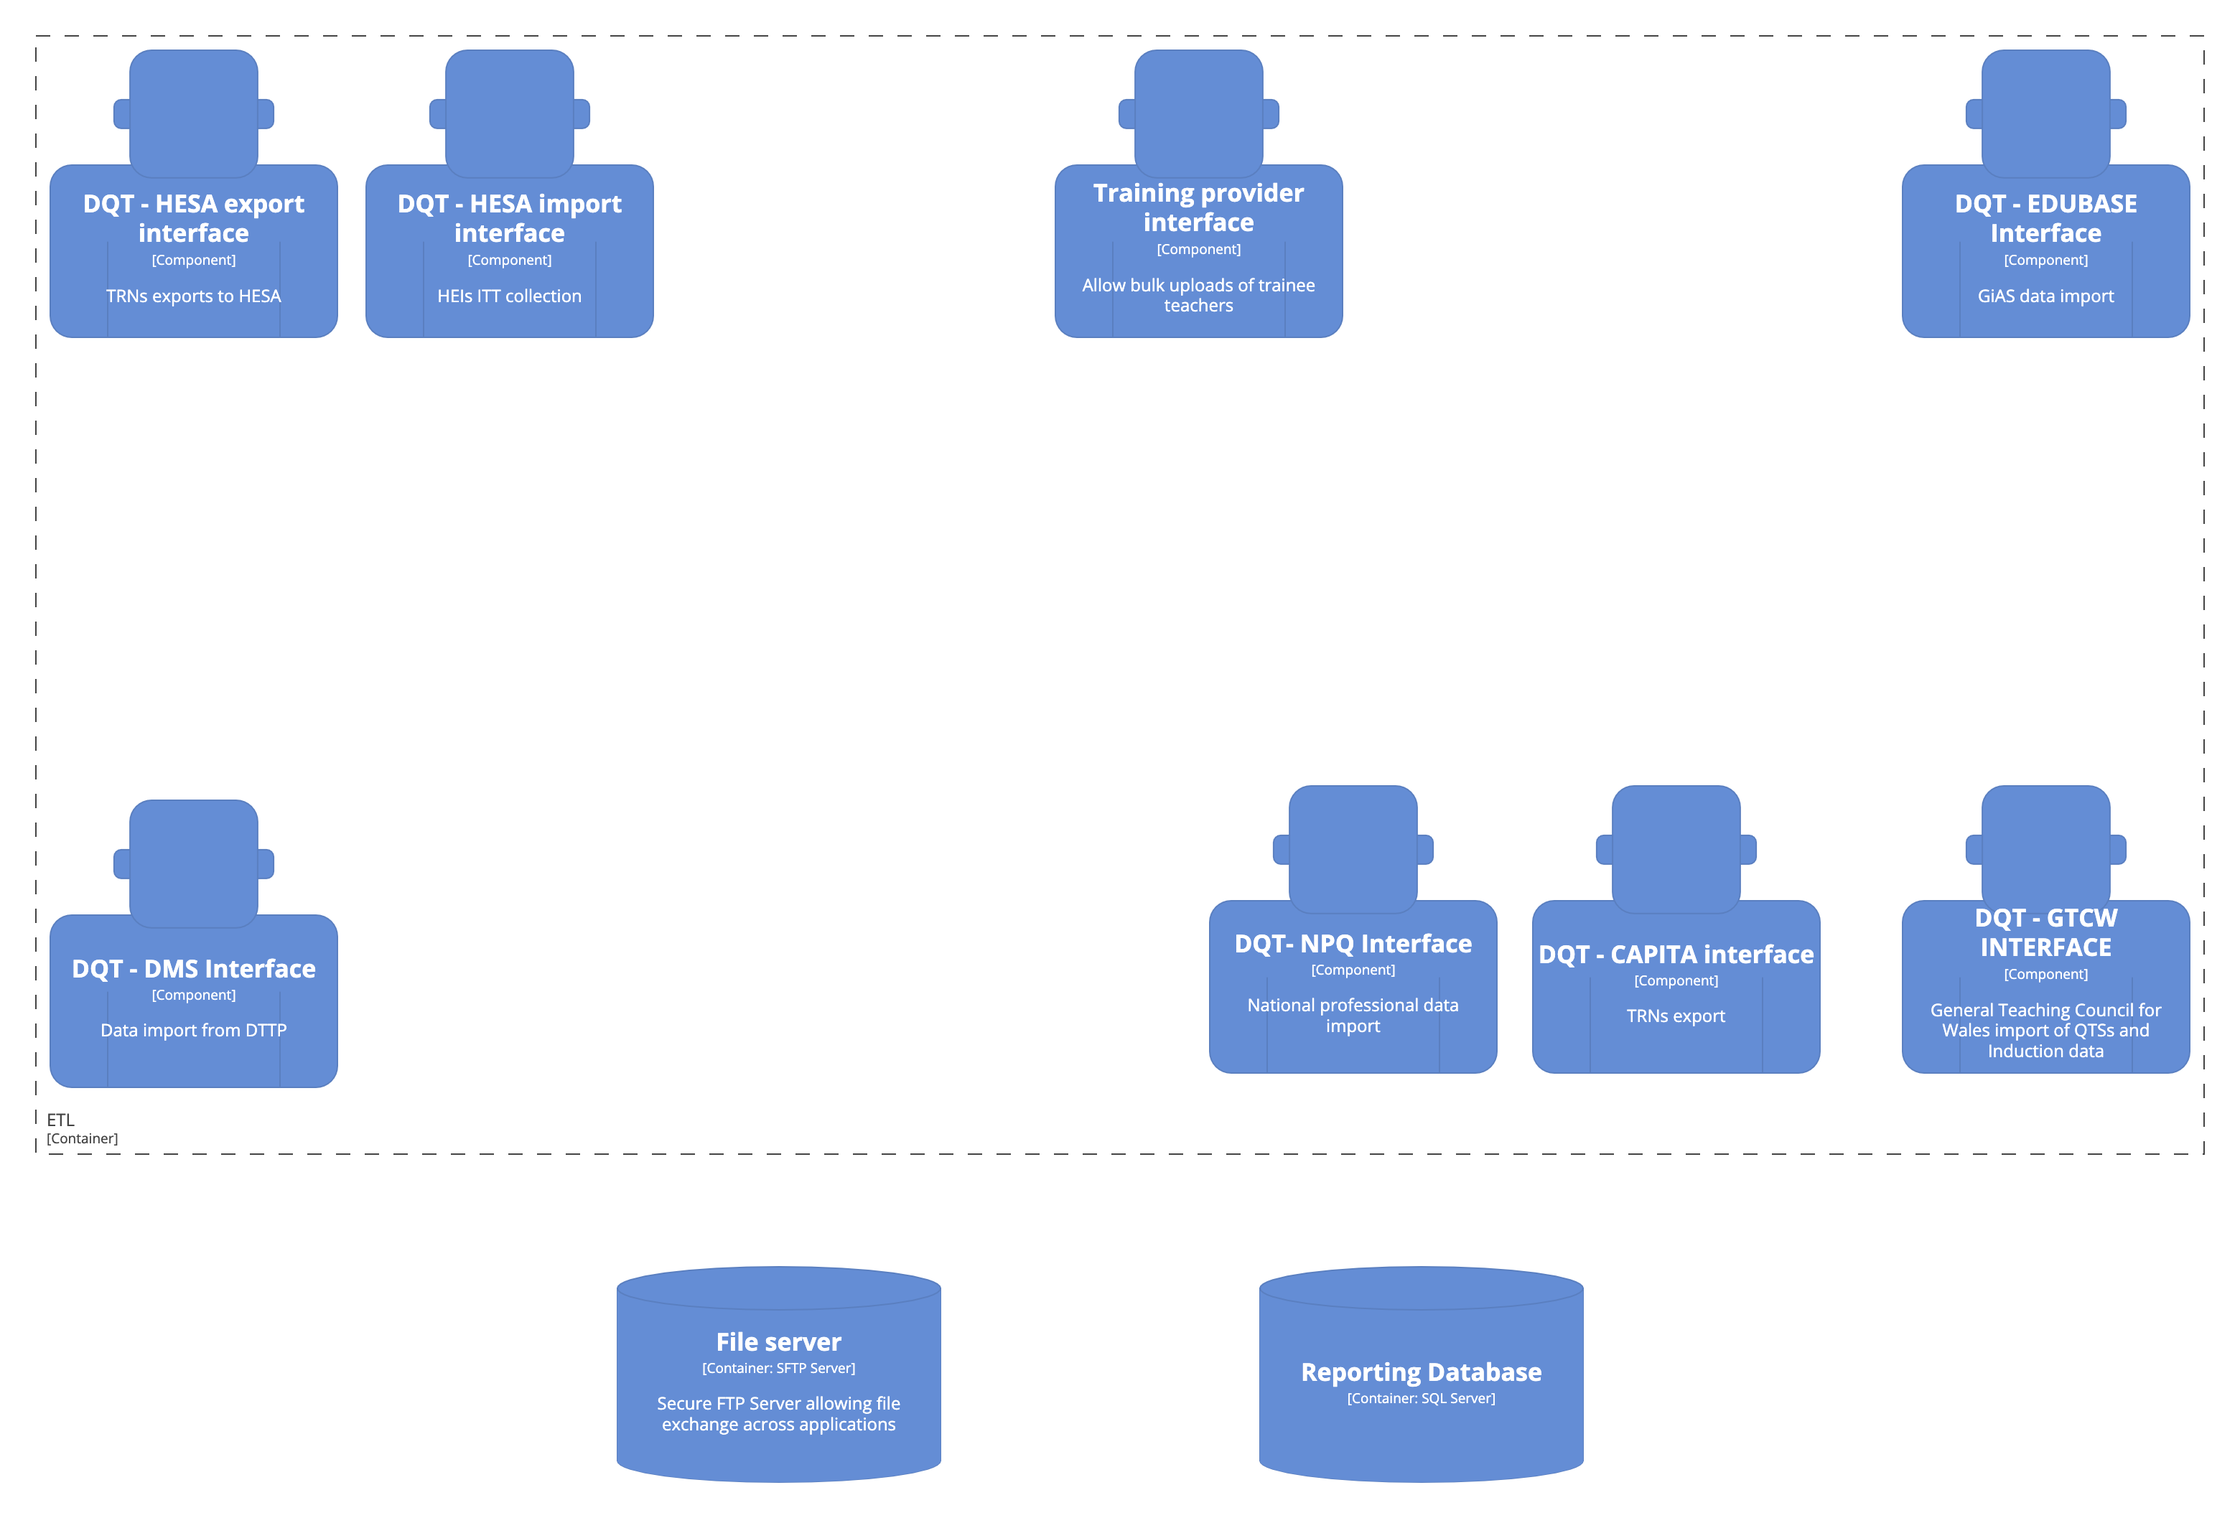 DQT - HESA export
interface
[Component]
TRNs exports to HESA
DQT - HESA import
interface
[Component]
HEIs ITT collection
Training provider
interface
[Component]
Allow bulk uploads of trainee
teachers
DQT - EDUBASE
Interface
[Component]
GiAS data import
DQT - DMS Interface
[Component]
Data import from DTTP
DQT- NPQ Interface
[Component]
National professional data
import
DQT - CAPITA interface
[Component]
TRNs export
DQT - GTCW
INTERFACE
[Component]
General Teaching Council for
Wales import of QTSs and
Induction data
ETL
[Container]
File server
[Container: SFTP Server]
Secure FTP Server allowing file
exchange across applications
Reporting Database
[Container: SQL Server]